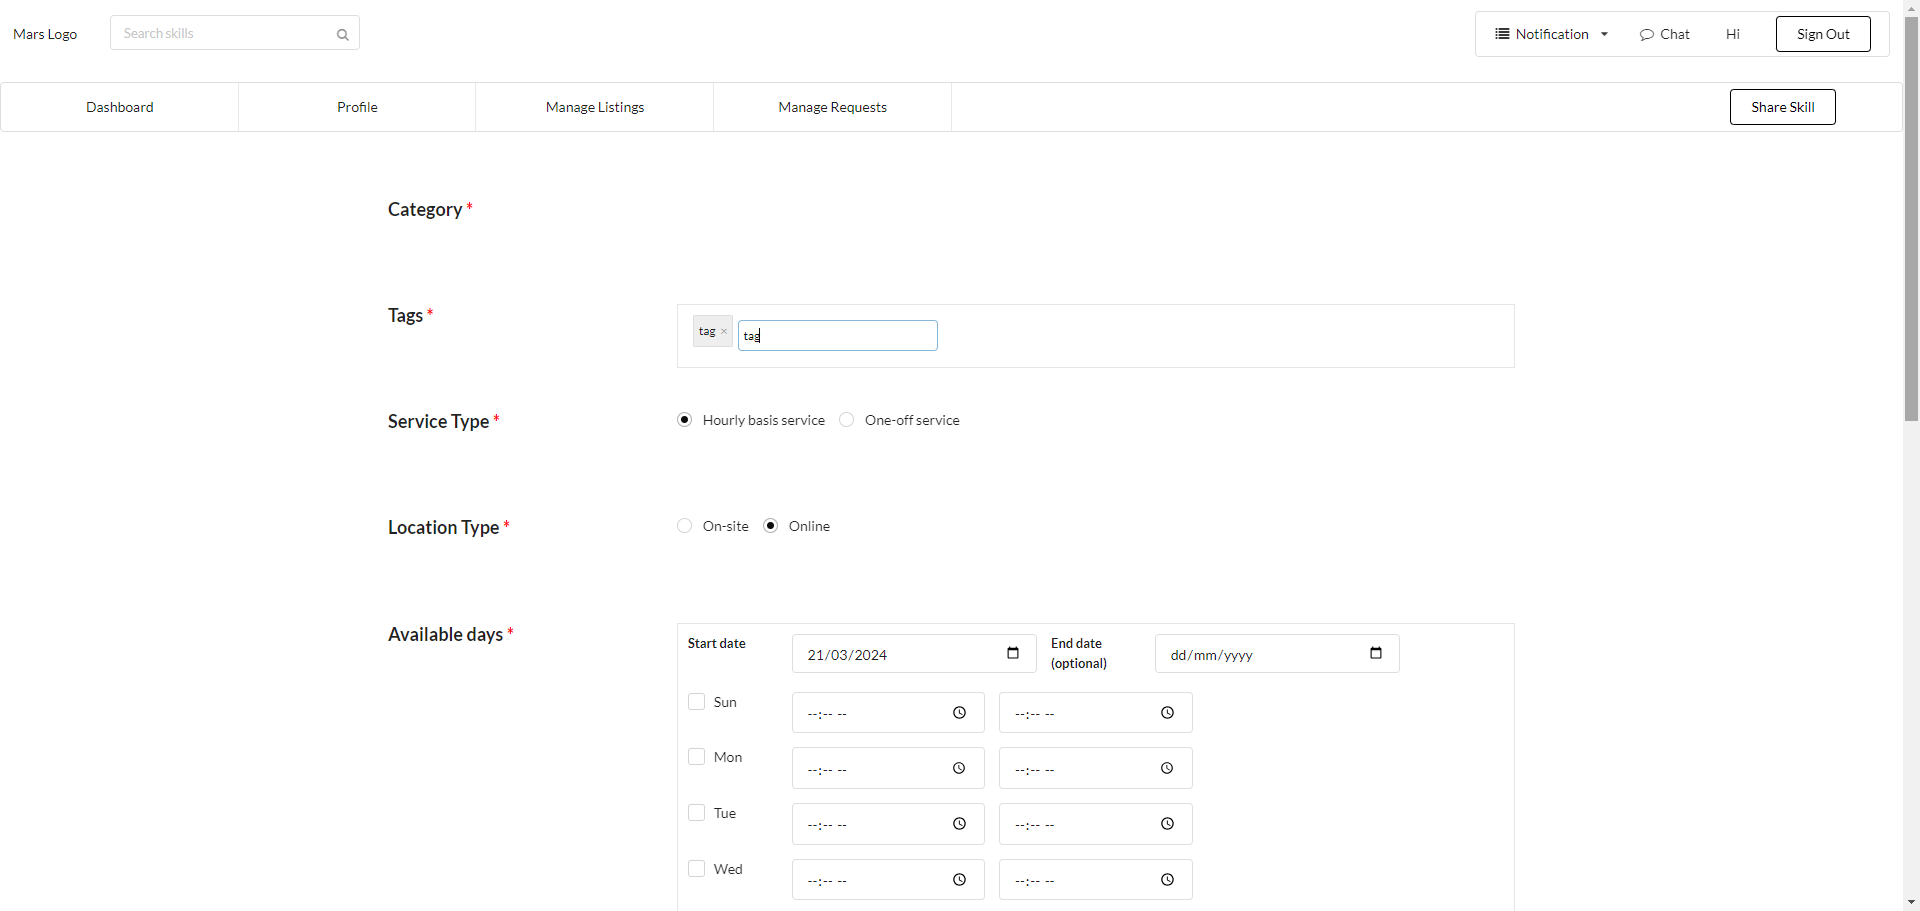 Mars Logo
Search skills
Notification
Chat
Hi
Sign Out
Dashboard
Profile
Manage Listings
Manage Requests
Share Skill
Category *
Tags *
tag ×
tag
Service Type *
Hourly basis service
One-off service
Location Type *
On-site
Online
Available days *
Start date
21/03/2024
End date
(optional)
dd/mm/yyyy
Sun
--:-- --
--:-- --
Mon
--:-- --
--:-- --
Tue
--:-- --
--:-- --
Wed
--:-- --
--:-- --